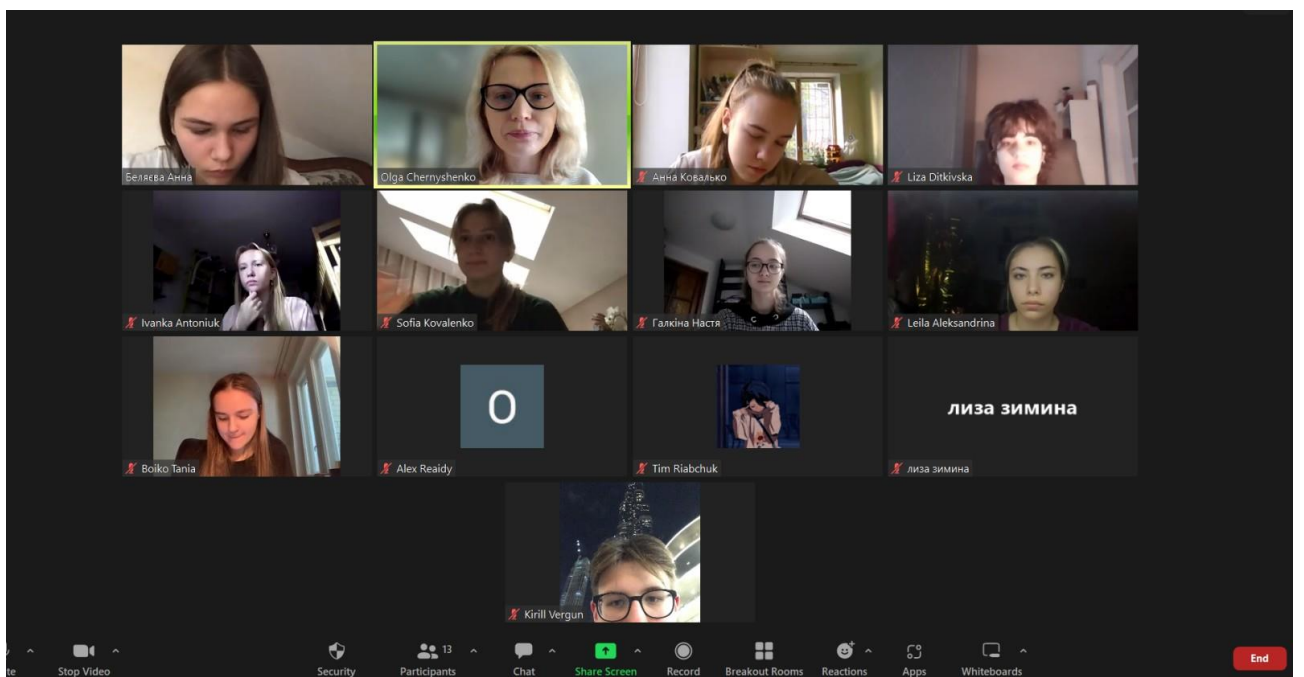 Беляєва Анна
Olga Chernyshenko
Анна Ковалько
Liza Ditkivska
Ivanka Antoniuk
Sofia Kovalenko
Галкіна Настя
Leila Aleksandrina
O
лиза зимина
Boiko Tania
Alex Reaidy
Tim Riabchuk
лиза зимина
Kirill Vergun
13
te
Stop Video
Security
Participants
Chat
Share Screen
Record
Breakout Rooms
Reactions
Apps
Whiteboards
End